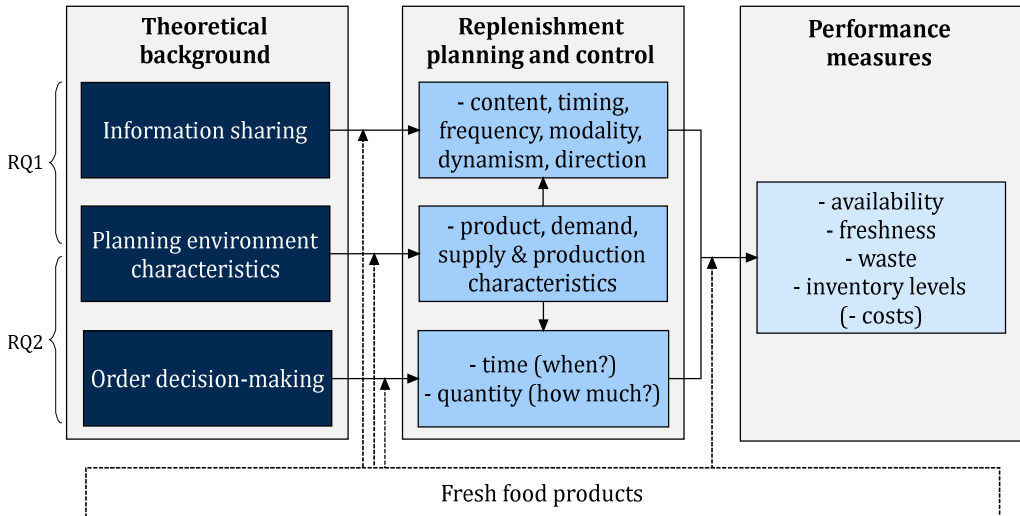 Theoretical
background
Replenishment
planning and control
Performance
measures
RQ1
RQ2
Information sharing
Planning environment
characteristics
Order decision-making
- content, timing,
frequency, modality,
dynamism, direction
- product, demand,
supply & production
characteristics
- time (when?)
- quantity (how much?)
- availability
- freshness
- waste
- inventory levels
(- costs)
Fresh food products